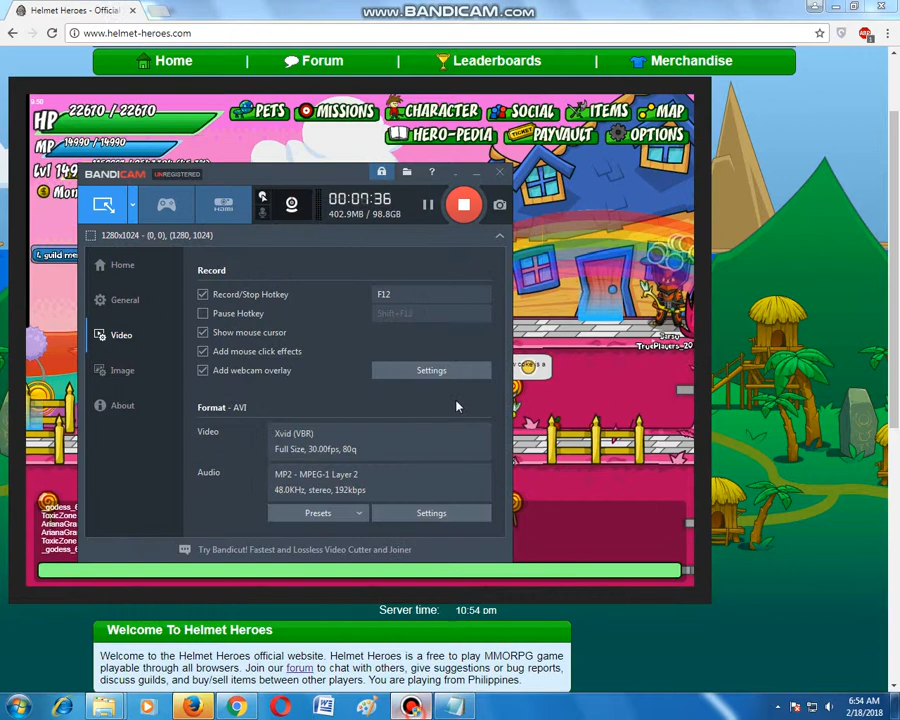 www.BANDICAM.com
Helmet Heroes - Official
www.helmet-heroes.com
Home
Forum
Leaderboards
Merchandise
HP 22670 / 22670
MP 14990 / 14990
PETS
MISSIONS
CHARACTER
SOCIAL
ITEMS
MAP
HERO-PEDIA
PAYVAULT
OPTIONS
BANDICAM UNREGISTERED
00:07:36
402.9MB / 98.8GB
1280x1024 - (0, 0), (1280, 1024)
Home
General
Video
Image
About
Record
Record/Stop Hotkey F12
Pause Hotkey Shift+F12
Show mouse cursor
Add mouse click effects
Add webcam overlay Settings
Format - AVI
Video
Xvid (VBR)
Full Size, 30.00fps, 80q
Audio
MP2 - MPEG-1 Layer 2
48.0KHz, stereo, 192kbps
Presets Settings
Try Bandicut! Fastest and Lossless Video Cutter and Joiner
Server time: 10:54 pm
Welcome To Helmet Heroes
Welcome to the Helmet Heroes official website. Helmet Heroes is a free to play MMORPG game
playable through all browsers. Join our forum to chat with others, give suggestions or bug reports,
discuss guilds, and buy/sell items between other players. You are playing from Philippines.
6:54 AM
2/18/2018